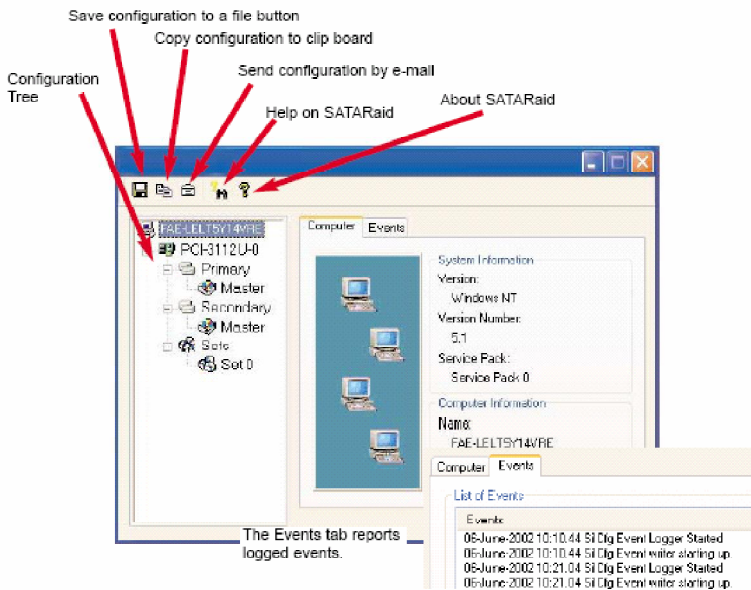 Save configuration to a file button
Copy configuration to clip board
Send configuration by e-mail
Configuration
Tree
Help on SATARaid
About SATARaid
FAE-LELT5Y14VRE
PCI-3112U-0
Primary
Master
Secondary
Master
Sets
Set 0
Computer
Events
System Information
Version:
Windows NT
Version Number:
5.1
Service Pack:
Service Pack 0
Computer Information
Name:
FAE-LELT5Y14VRE
The Events tab reports
logged events.
Computer
Events
List of Events
Events
06-June-2002 10:10.44 Sil Cfg Event Logger Started
06-June-2002 10:10.44 Sil Cfg Event writer starting up.
06-June-2002 10:21.04 Sil Cfg Event Logger Started
06-June-2002 10:21.04 Sil Cfg Event writer starting up.